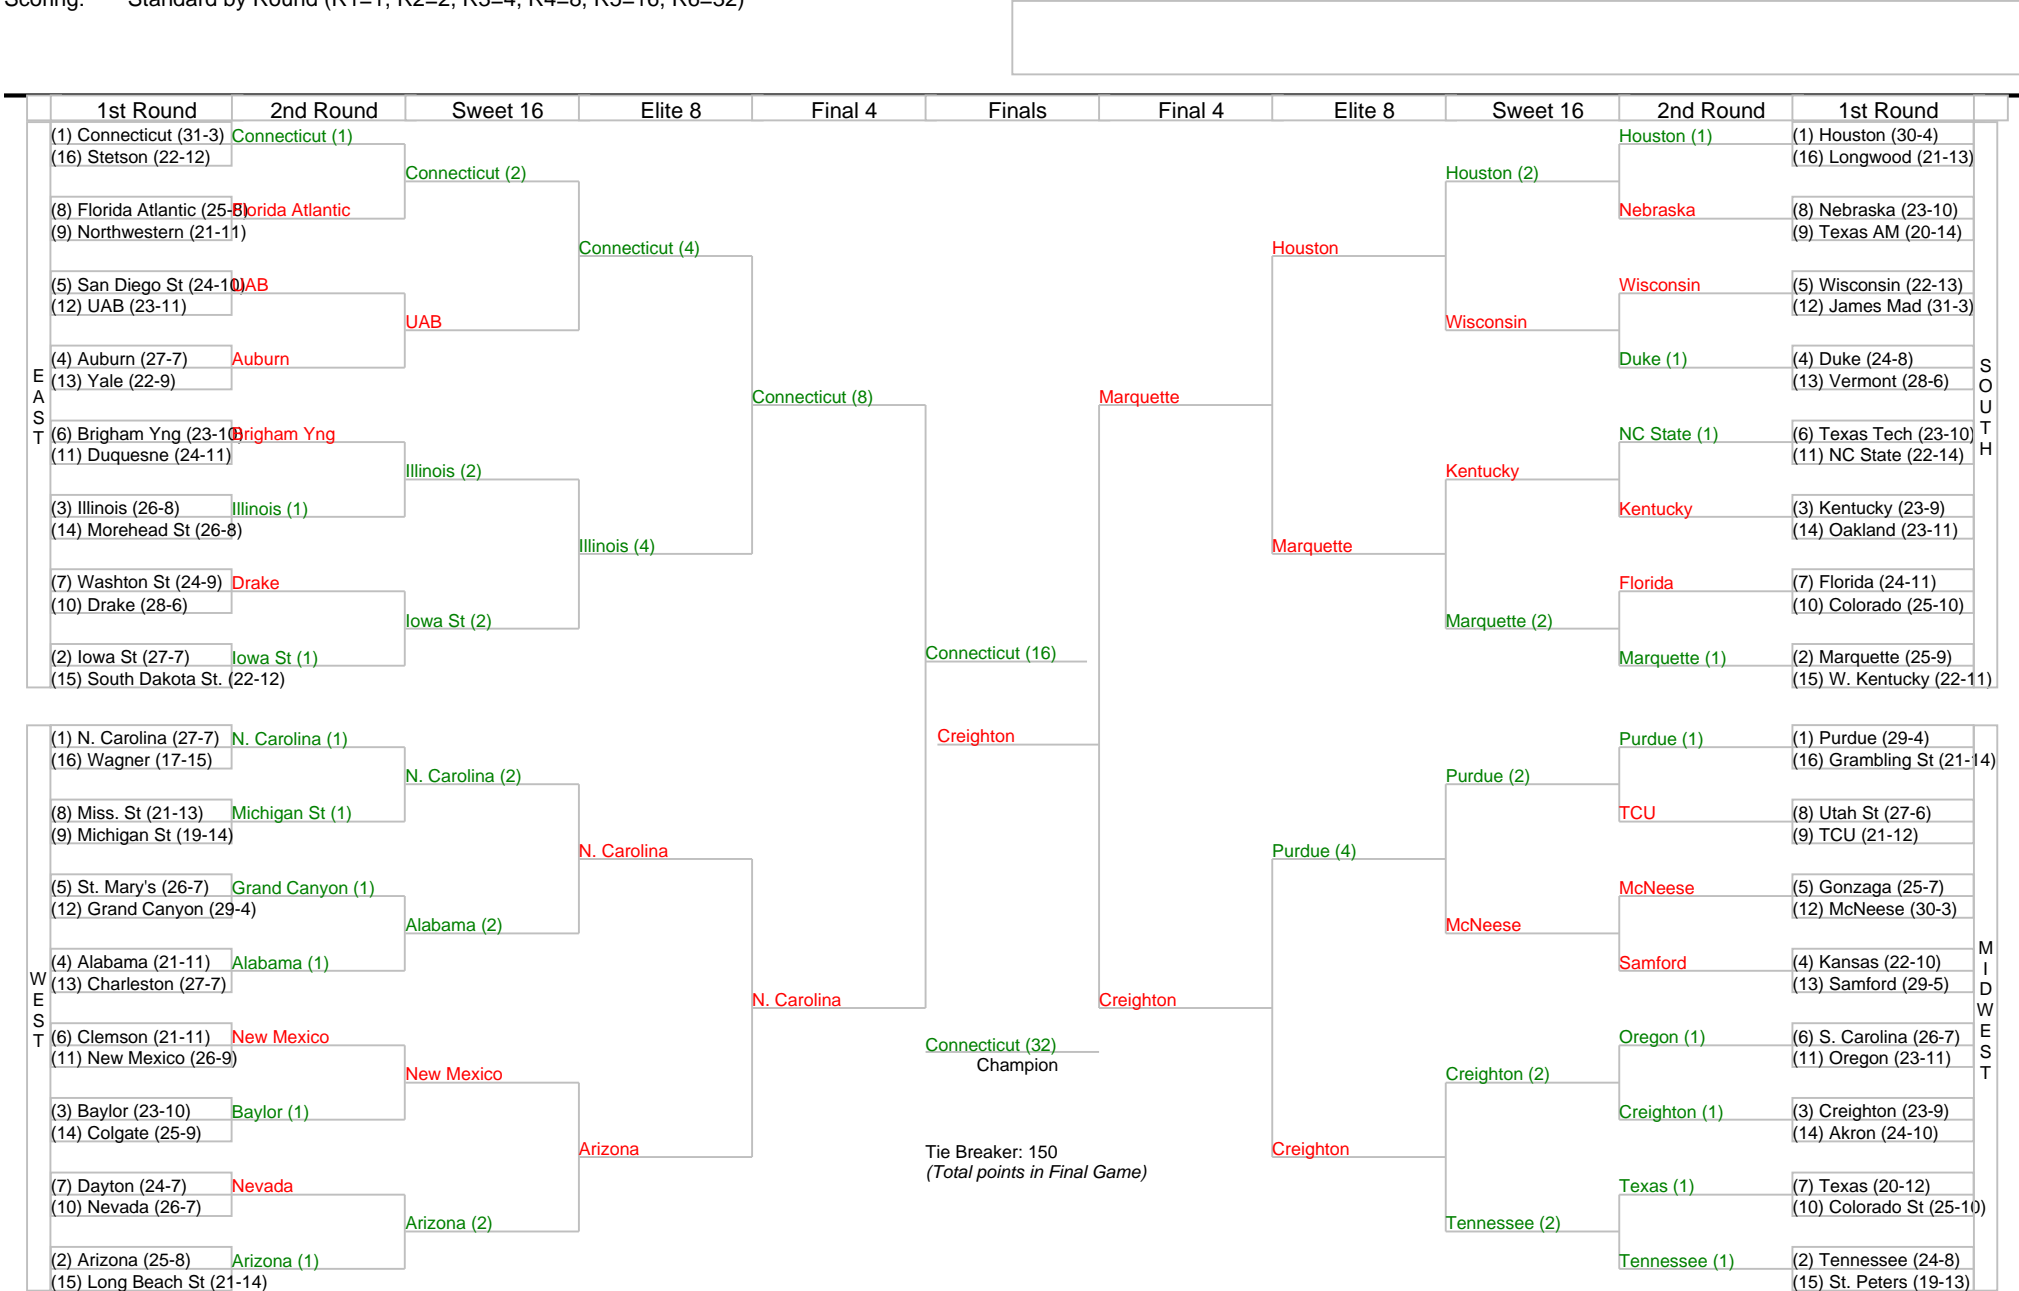 Scoring: Standard by Round (R1=1, R2=2, R3=4, R4=8, R5=16, R6=32)
1st Round 2nd Round Sweet 16 Elite 8 Final 4 Finals Final 4 Elite 8 Sweet 16 2nd Round 1st Round
EAST
(1) Connecticut (31-3)
(16) Stetson (22-12)
(8) Florida Atlantic (25-8)
(9) Northwestern (21-11)
(5) San Diego St (24-10)
(12) UAB (23-11)
(4) Auburn (27-7)
(13) Yale (22-9)
(6) Brigham Yng (23-10)
(11) Duquesne (24-11)
(3) Illinois (26-8)
(14) Morehead St (26-8)
(7) Washton St (24-9)
(10) Drake (28-6)
(2) Iowa St (27-7)
(15) South Dakota St. (22-12)
Connecticut (1)
Florida Atlantic
UAB
Auburn
Brigham Yng
Illinois (1)
Drake
Iowa St (1)
Connecticut (2)
UAB
Illinois (2)
Iowa St (2)
Connecticut (4)
Illinois (4)
Connecticut (8)
WEST
(1) N. Carolina (27-7)
(16) Wagner (17-15)
(8) Miss. St (21-13)
(9) Michigan St (19-14)
(5) St. Mary's (26-7)
(12) Grand Canyon (29-4)
(4) Alabama (21-11)
(13) Charleston (27-7)
(6) Clemson (21-11)
(11) New Mexico (26-9)
(3) Baylor (23-10)
(14) Colgate (25-9)
(7) Dayton (24-7)
(10) Nevada (26-7)
(2) Arizona (25-8)
(15) Long Beach St (21-14)
N. Carolina (1)
Michigan St (1)
Grand Canyon (1)
Alabama (1)
New Mexico
Baylor (1)
Nevada
Arizona (1)
N. Carolina (2)
Alabama (2)
New Mexico
Arizona (2)
N. Carolina
Arizona
N. Carolina
Connecticut (16)
Creighton
Connecticut (32)
Champion
Tie Breaker: 150
(Total points in Final Game)
Marquette
Houston
Marquette
Houston (2)
Wisconsin
Kentucky
Marquette (2)
Houston (1)
Nebraska
Wisconsin
Duke (1)
NC State (1)
Kentucky
Florida
Marquette (1)
(1) Houston (30-4)
(16) Longwood (21-13)
(8) Nebraska (23-10)
(9) Texas AM (20-14)
(5) Wisconsin (22-13)
(12) James Mad (31-3)
(4) Duke (24-8)
(13) Vermont (28-6)
(6) Texas Tech (23-10)
(11) NC State (22-14)
(3) Kentucky (23-9)
(14) Oakland (23-11)
(7) Florida (24-11)
(10) Colorado (25-10)
(2) Marquette (25-9)
(15) W. Kentucky (22-11)
SOUTH
Creighton
Purdue (4)
Creighton
Purdue (2)
McNeese
Creighton (2)
Tennessee (2)
Purdue (1)
TCU
McNeese
Samford
Oregon (1)
Creighton (1)
Texas (1)
Tennessee (1)
(1) Purdue (29-4)
(16) Grambling St (21-14)
(8) Utah St (27-6)
(9) TCU (21-12)
(5) Gonzaga (25-7)
(12) McNeese (30-3)
(4) Kansas (22-10)
(13) Samford (29-5)
(6) S. Carolina (26-7)
(11) Oregon (23-11)
(3) Creighton (23-9)
(14) Akron (24-10)
(7) Texas (20-12)
(10) Colorado St (25-10)
(2) Tennessee (24-8)
(15) St. Peters (19-13)
MIDWEST